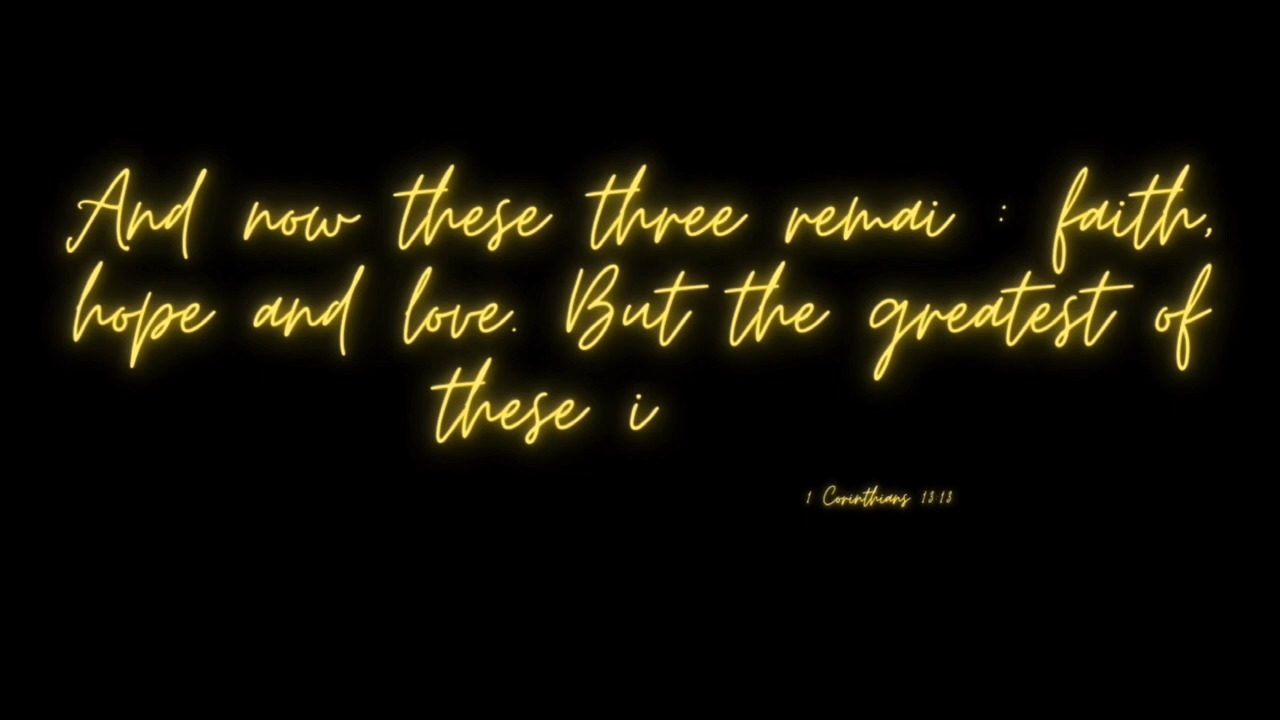 And now these three remai : faith,
hope and love. But the greatest of
these i
1 Corinthians 13:13